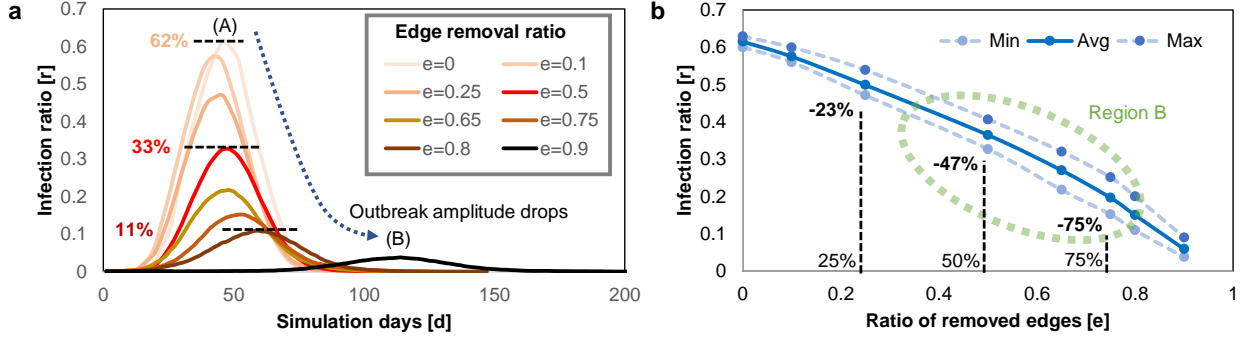 a
(A)
0.7
0.6
0.5
0.4
0.3
0.2
0.1
0
Infection ratio [r]
62%
33%
11%
Edge removal ratio
e=0 e=0.1
e=0.25 e=0.5
e=0.65 e=0.75
e=0.8 e=0.9
Outbreak amplitude drops
(B)
0 50 100 150 200
Simulation days [d]
b
0.7
0.6
0.5
0.4
0.3
0.2
0.1
0
Infection ratio [r]
Min Avg Max
Region B
-23%
-47%
-75%
25% 50% 75%
0 0.2 0.4 0.6 0.8 1
Ratio of removed edges [e]